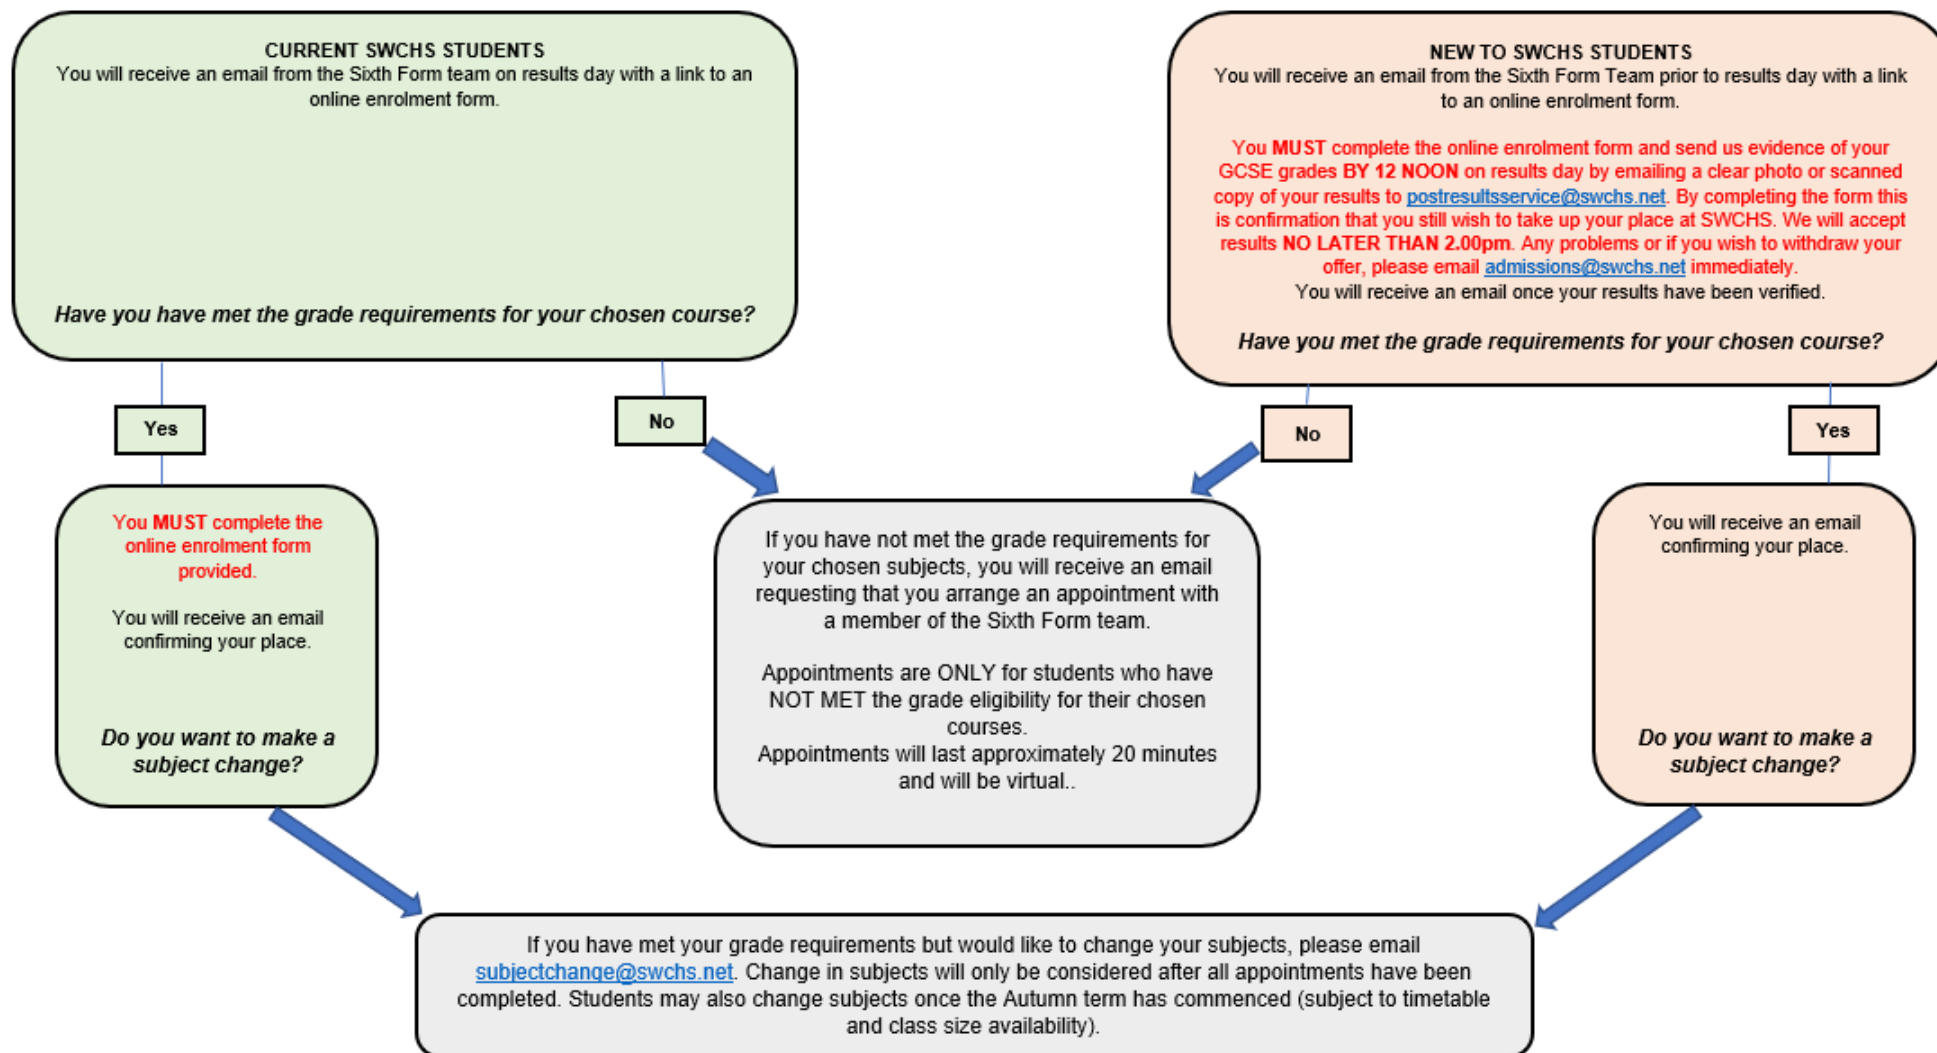 CURRENT SWCHS STUDENTS
You will receive an email from the Sixth Form team on results day with a link to an
online enrolment form.
Have you have met the grade requirements for your chosen course?
NEW TO SWCHS STUDENTS
You will receive an email from the Sixth Form Team prior to results day with a link
to an online enrolment form.
You MUST complete the online enrolment form and send us evidence of your
GCSE grades BY 12 NOON on results day by emailing a clear photo or scanned
copy of your results to postresultsservice@swchs.net. By completing the form this
is confirmation that you still wish to take up your place at SWCHS. We will accept
results NO LATER THAN 2.00pm. Any problems or if you wish to withdraw your
offer, please email admissions@swchs.net immediately.
You will receive an email once your results have been verified.
Have you met the grade requirements for your chosen course?
Yes
No
No
Yes
You MUST complete the
online enrolment form
provided.
You will receive an email
confirming your place.
Do you want to make a
subject change?
If you have not met the grade requirements for
your chosen subjects, you will receive an email
requesting that you arrange an appointment with
a member of the Sixth Form team.
Appointments are ONLY for students who have
NOT MET the grade eligibility for their chosen
courses.
Appointments will last approximately 20 minutes
and will be virtual..
You will receive an email
confirming your place.
Do you want to make a
subject change?
If you have met your grade requirements but would like to change your subjects, please email
subjectchange@swchs.net. Change in subjects will only be considered after all appointments have been
completed. Students may also change subjects once the Autumn term has commenced (subject to timetable
and class size availability).